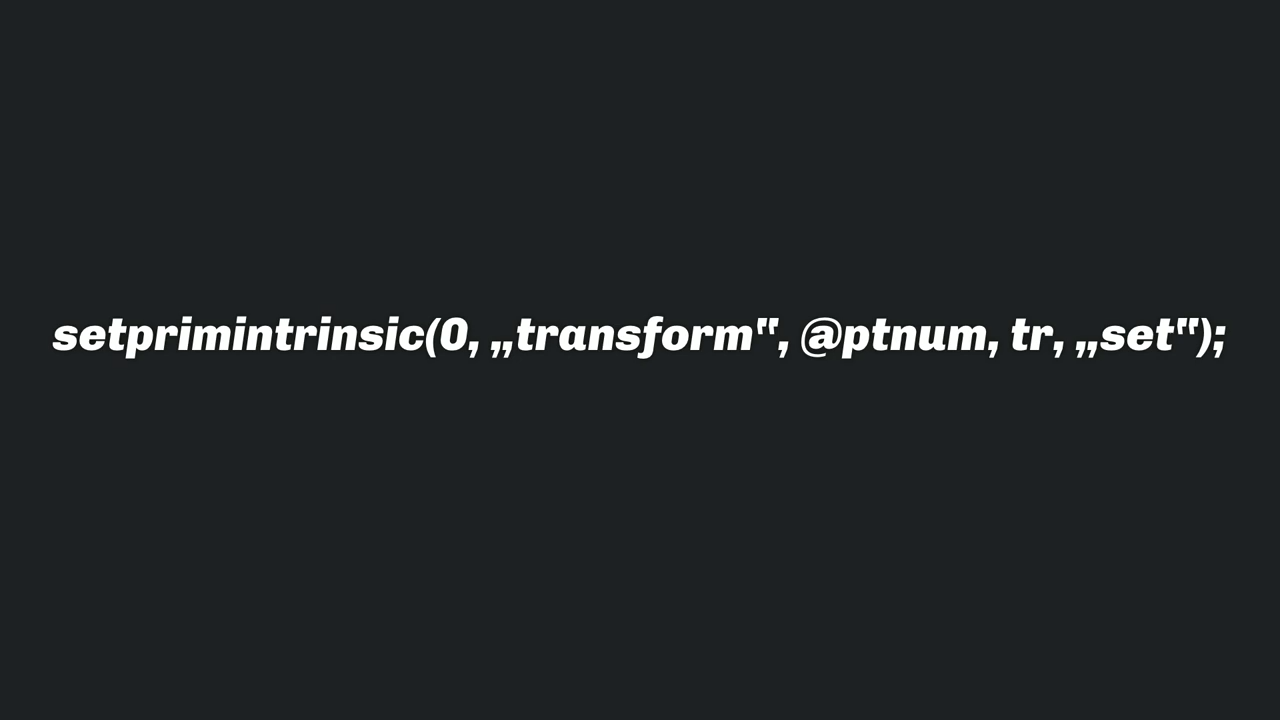 setprimintrinsic(0, „transform‟, @ptnum, tr, „set‟);